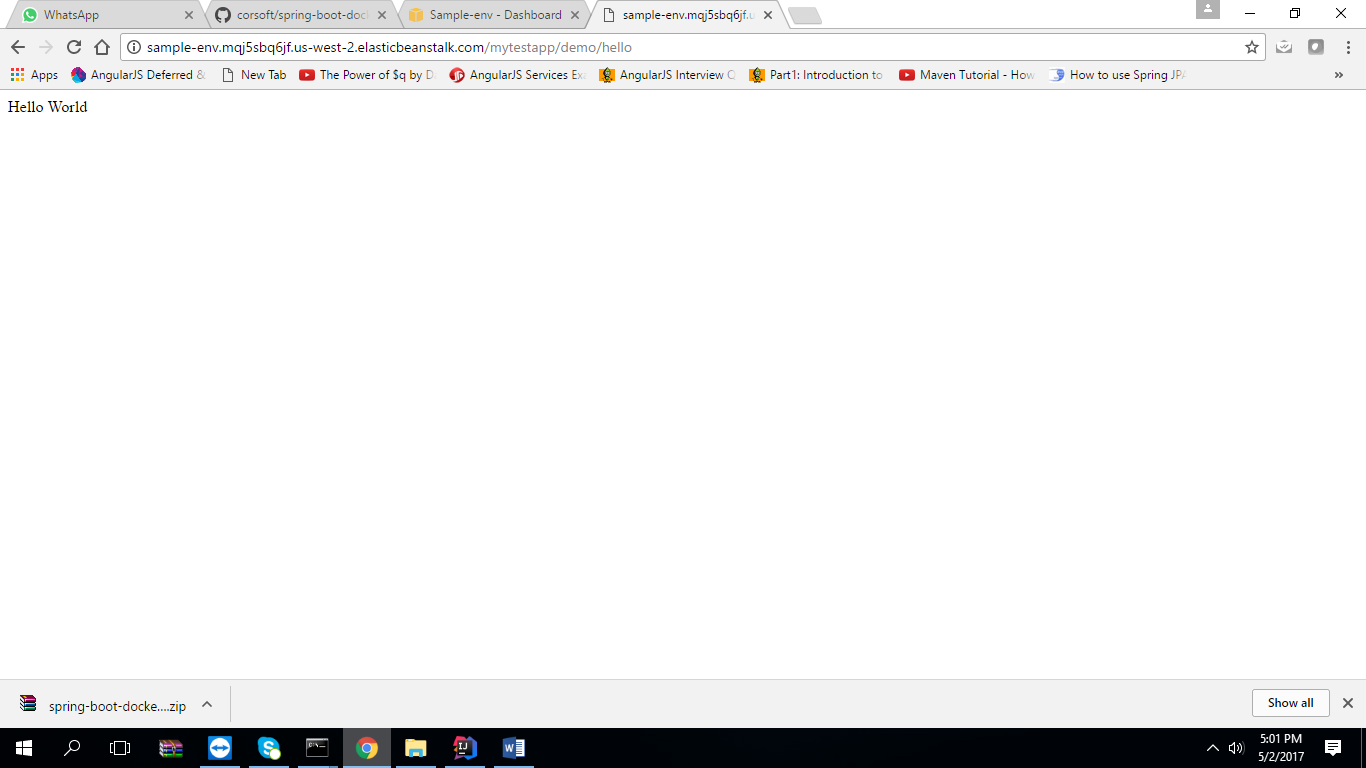 WhatsApp
corsoft/spring-boot-doc
Sample-env - Dashboard
sample-env.mqj5sbq6jf.u
sample-env.mqj5sbq6jf.us-west-2.elasticbeanstalk.com/mytestapp/demo/hello
Apps AngularJS Deferred & New Tab The Power of $q by D AngularJS Services Exa AngularJS Interview Q Part1: Introduction to Maven Tutorial - How How to use Spring JPA »
Hello World
spring-boot-docke....zip
Show all
5:01 PM
5/2/2017